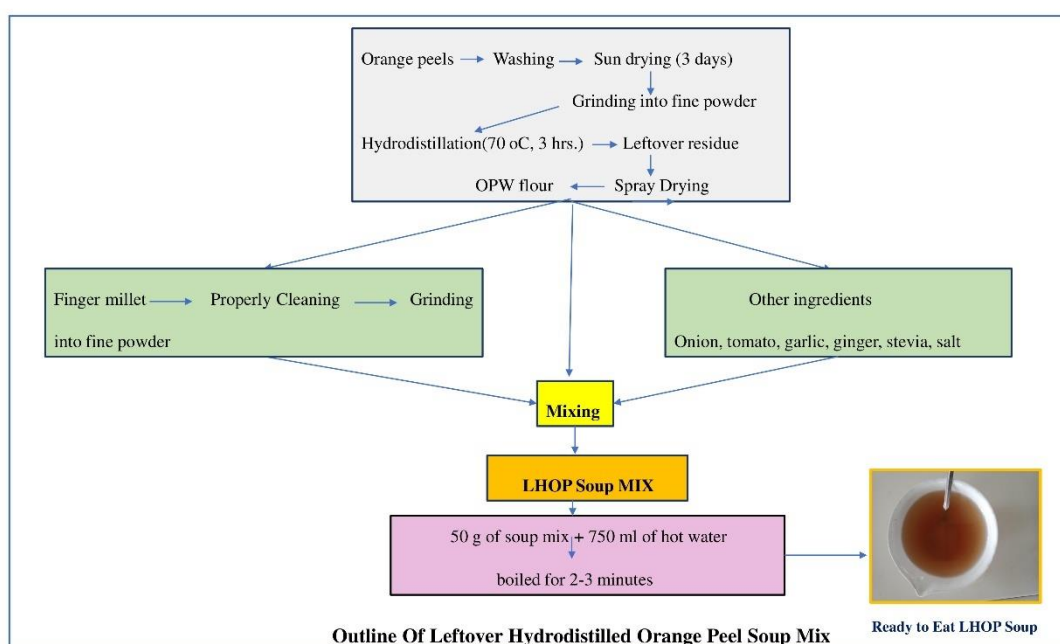 Orange peels Washing Sun drying (3 days)
Grinding into fine powder
Hydrodistillation(70 oC, 3 hrs.) Leftover residue
OPW flour Spray Drying
Finger millet Properly Cleaning Grinding
into fine powder
Other ingredients
Onion, tomato, garlic, ginger, stevia, salt
Mixing
LHOP Soup MIX
50 g of soup mix + 750 ml of hot water
boiled for 2-3 minutes
Ready to Eat LHOP Soup
Outline Of Leftover Hydrodistilled Orange Peel Soup Mix